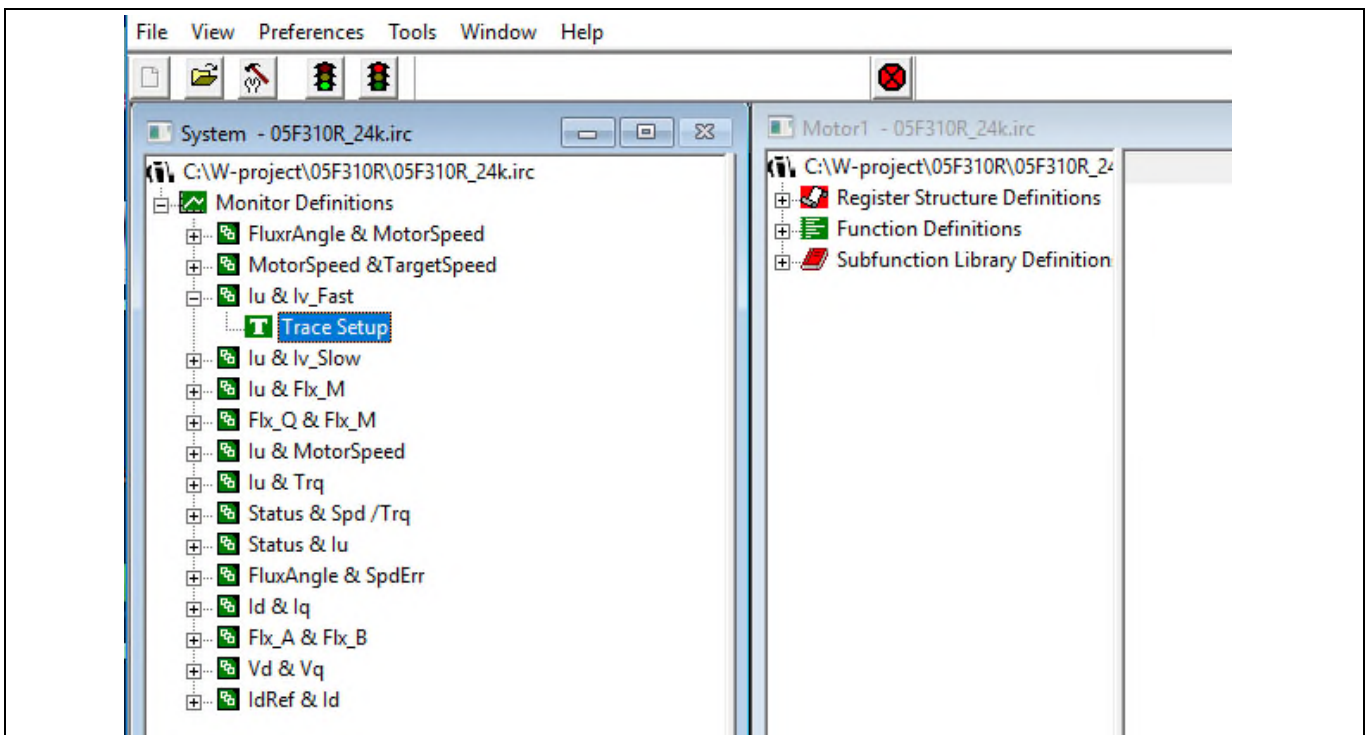 File View Preferences Tools Window Help
System - 05F310R_24k.irc
C:\W-project\05F310R\05F310R_24k.irc
Monitor Definitions
FluxrAngle & MotorSpeed
MotorSpeed &TargetSpeed
Iu & Iv_Fast
T Trace Setup
Iu & Iv_Slow
Iu & Flx_M
Flx_Q & Flx_M
Iu & MotorSpeed
Iu & Trq
Status & Spd /Trq
Status & Iu
FluxAngle & SpdErr
Id & Iq
Flx_A & Flx_B
Vd & Vq
IdRef & Id
Motor1 - 05F310R_24k.irc
C:\W-project\05F310R\05F310R_24
Register Structure Definitions
Function Definitions
Subfunction Library Definition